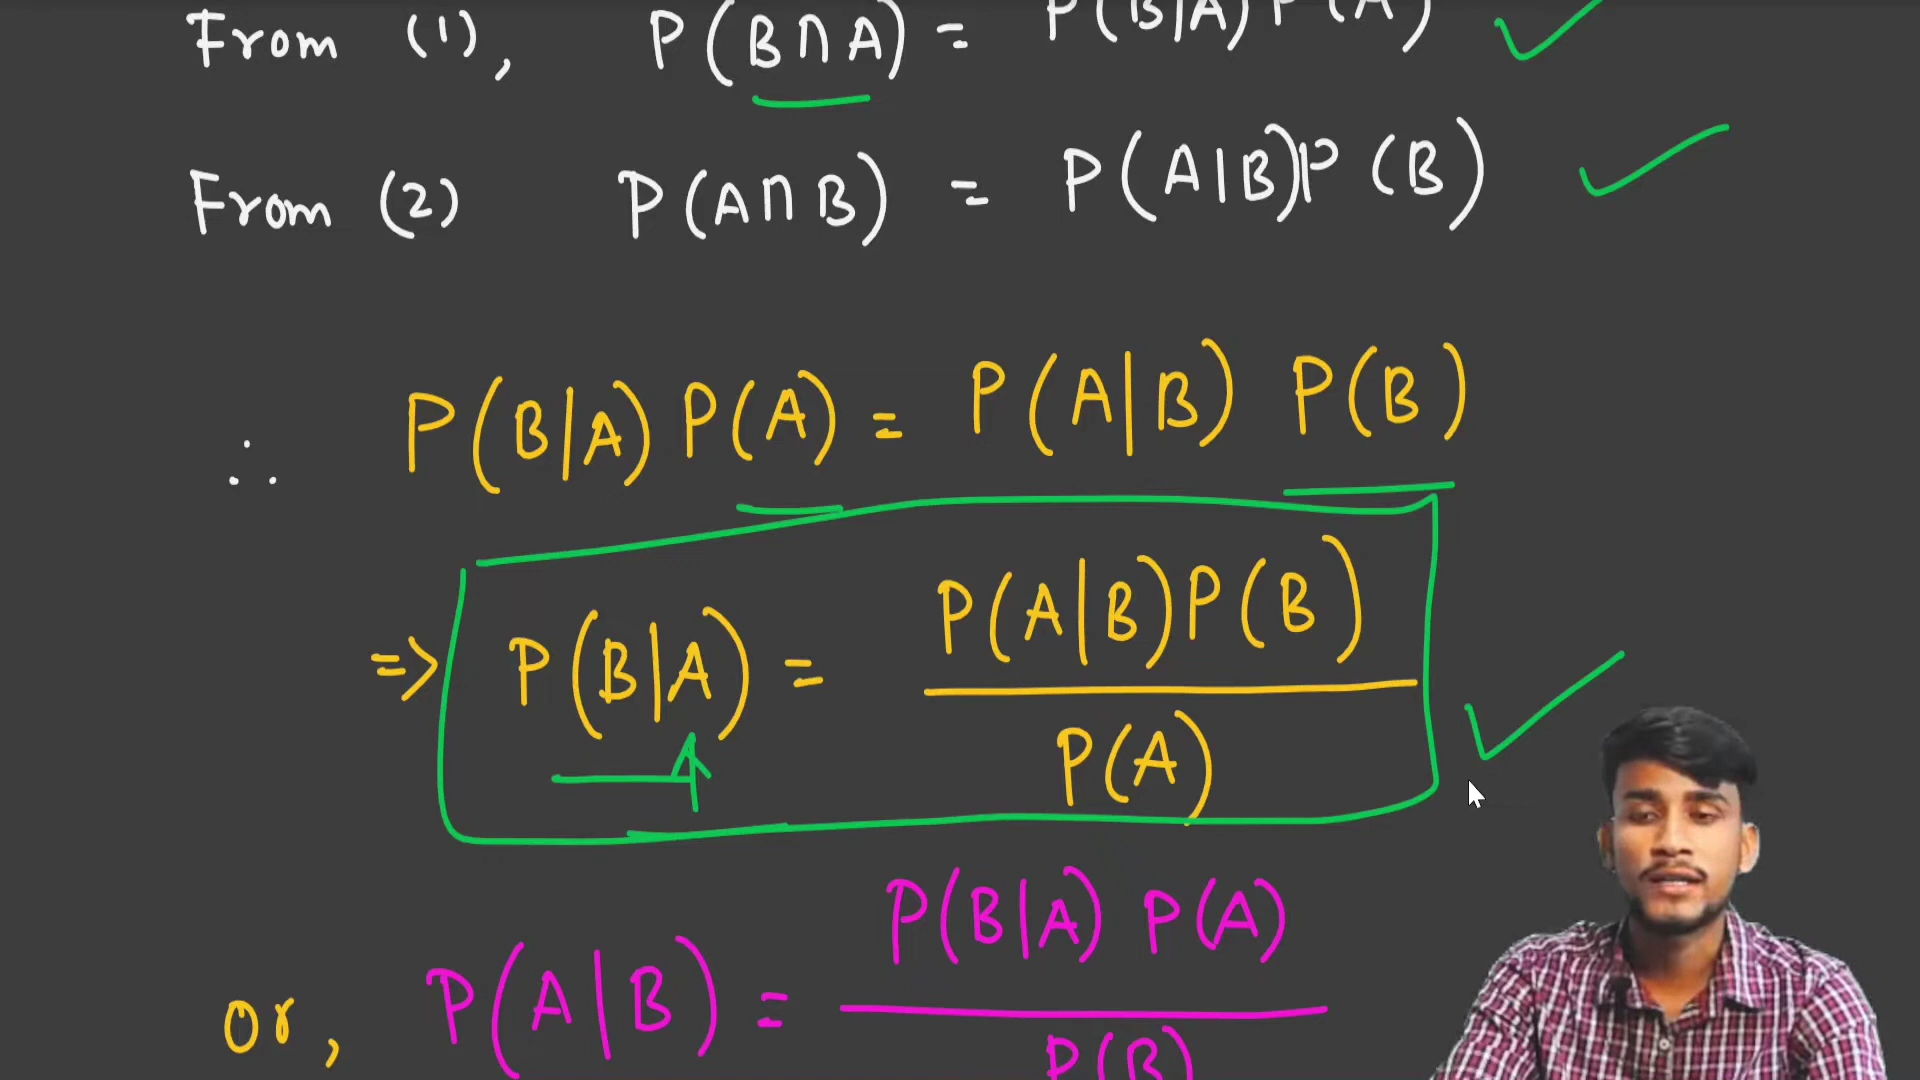 From (1), P(B∩A) = P(B|A) P(A)
From (2) P(A∩B) = P(A|B)P(B)
∴ P(B|A) P(A) = P(A|B) P(B)
=> P(B|A) = P(A|B)P(B) / P(A)
or, P(A|B) = P(B|A) P(A) / P(B)